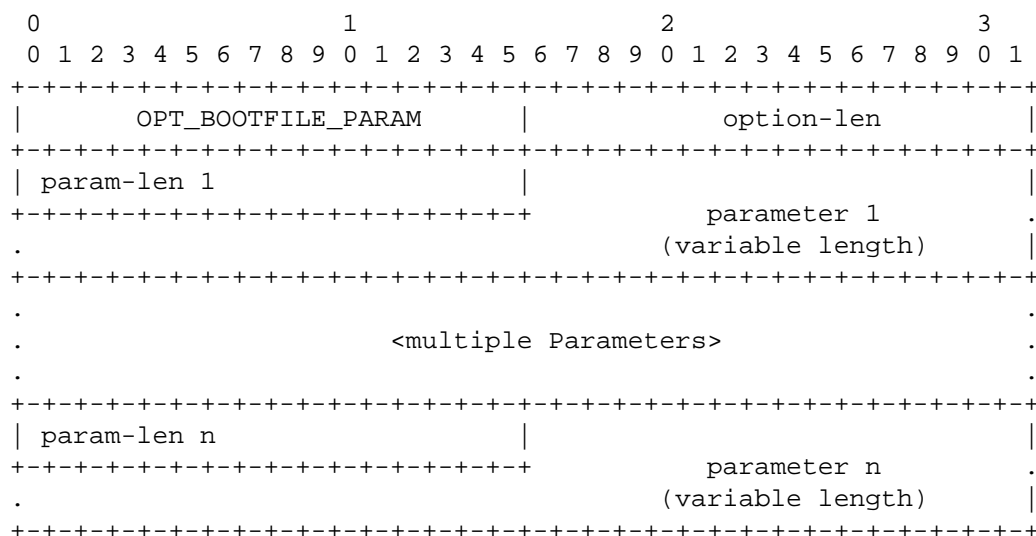 0                   1                   2                   3
 0 1 2 3 4 5 6 7 8 9 0 1 2 3 4 5 6 7 8 9 0 1 2 3 4 5 6 7 8 9 0 1
+-+-+-+-+-+-+-+-+-+-+-+-+-+-+-+-+-+-+-+-+-+-+-+-+-+-+-+-+-+-+-+-+
|       OPT_BOOTFILE_PARAM      |            option-len         |
+-+-+-+-+-+-+-+-+-+-+-+-+-+-+-+-+-+-+-+-+-+-+-+-+-+-+-+-+-+-+-+-+
| param-len 1                   |                               |
+-+-+-+-+-+-+-+-+-+-+-+-+-+-+-+-+           parameter 1         .
.                                        (variable length)      |
+-+-+-+-+-+-+-+-+-+-+-+-+-+-+-+-+-+-+-+-+-+-+-+-+-+-+-+-+-+-+-+-+
.                                                               .
.                       <multiple Parameters>                   .
.                                                               .
+-+-+-+-+-+-+-+-+-+-+-+-+-+-+-+-+-+-+-+-+-+-+-+-+-+-+-+-+-+-+-+-+
| param-len n                   |                               |
+-+-+-+-+-+-+-+-+-+-+-+-+-+-+-+-+           parameter n         .
.                                        (variable length)      |
+-+-+-+-+-+-+-+-+-+-+-+-+-+-+-+-+-+-+-+-+-+-+-+-+-+-+-+-+-+-+-+-+